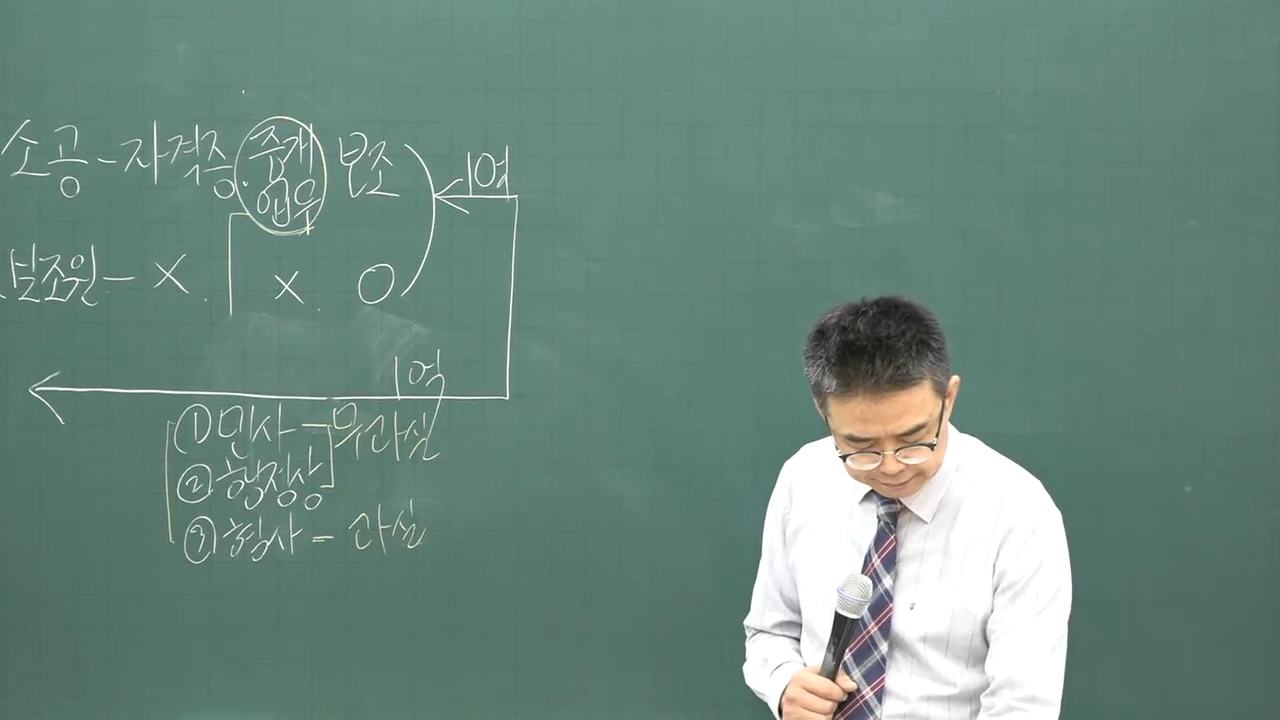 소공-자격증. 중개업무 보조 1억
보조원-×. × ○
1억
①민사-무과실
②행정상
③형사-과실